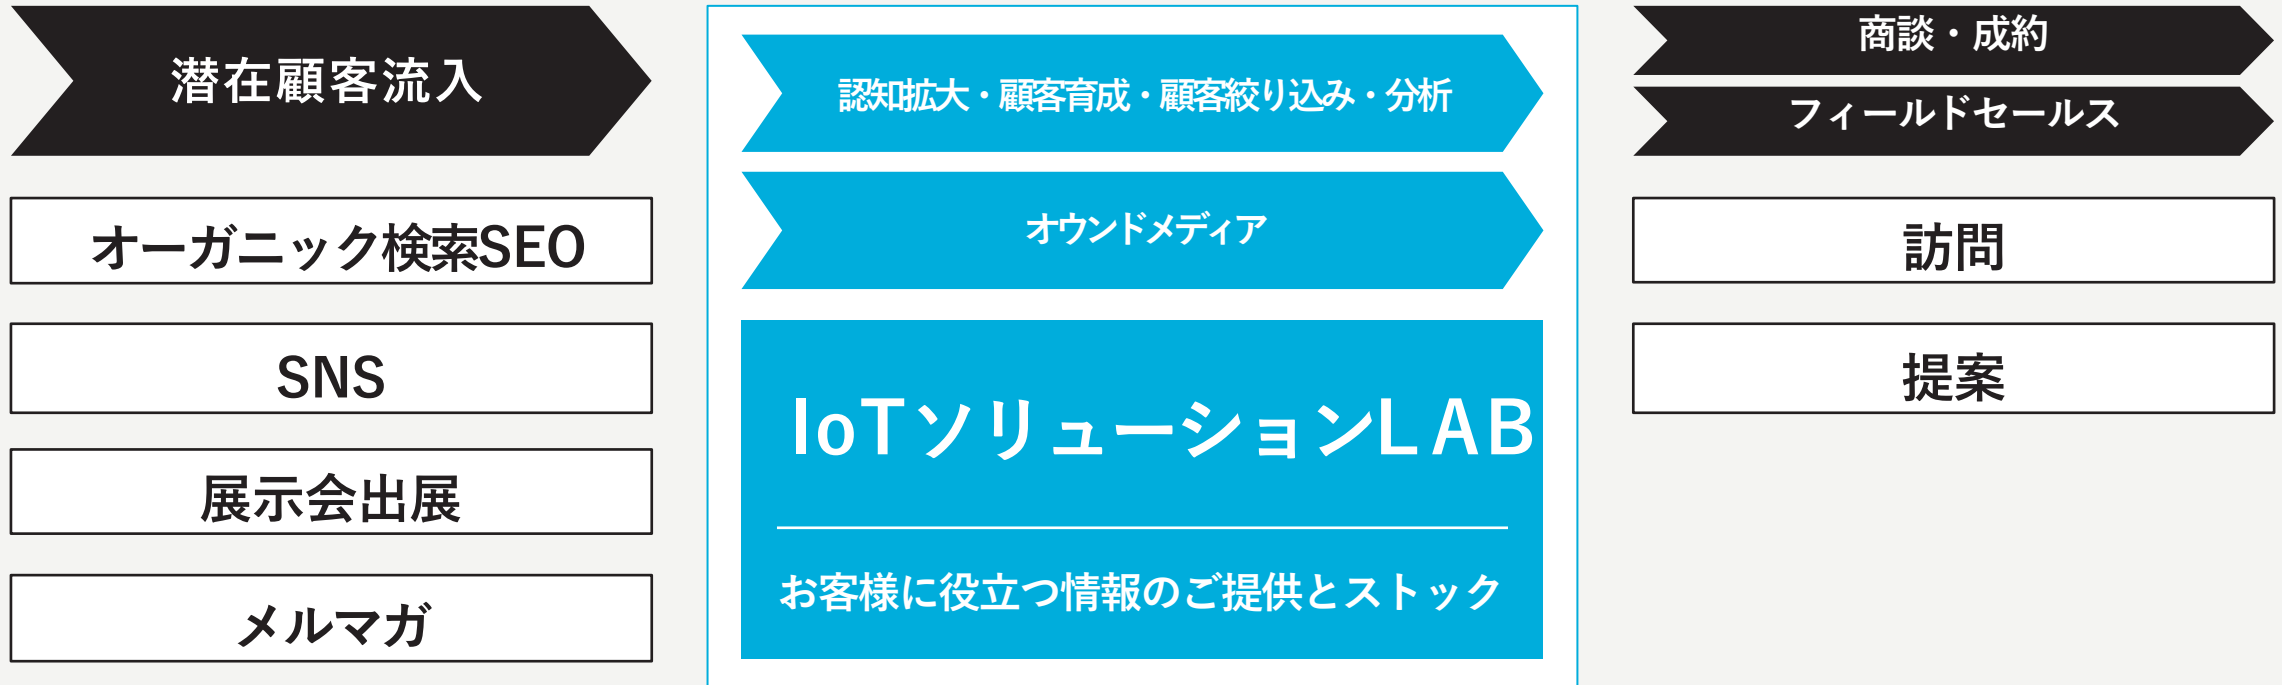 潜在顧客流入
オーガニック検索SEO
SNS
展示会出展
メルマガ
認知拡大・顧客育成・顧客絞り込み・分析
オウンドメディア
IoTソリューションLAB
お客様に役立つ情報のご提供とストック
商談・成約
フィールドセールス
訪問
提案